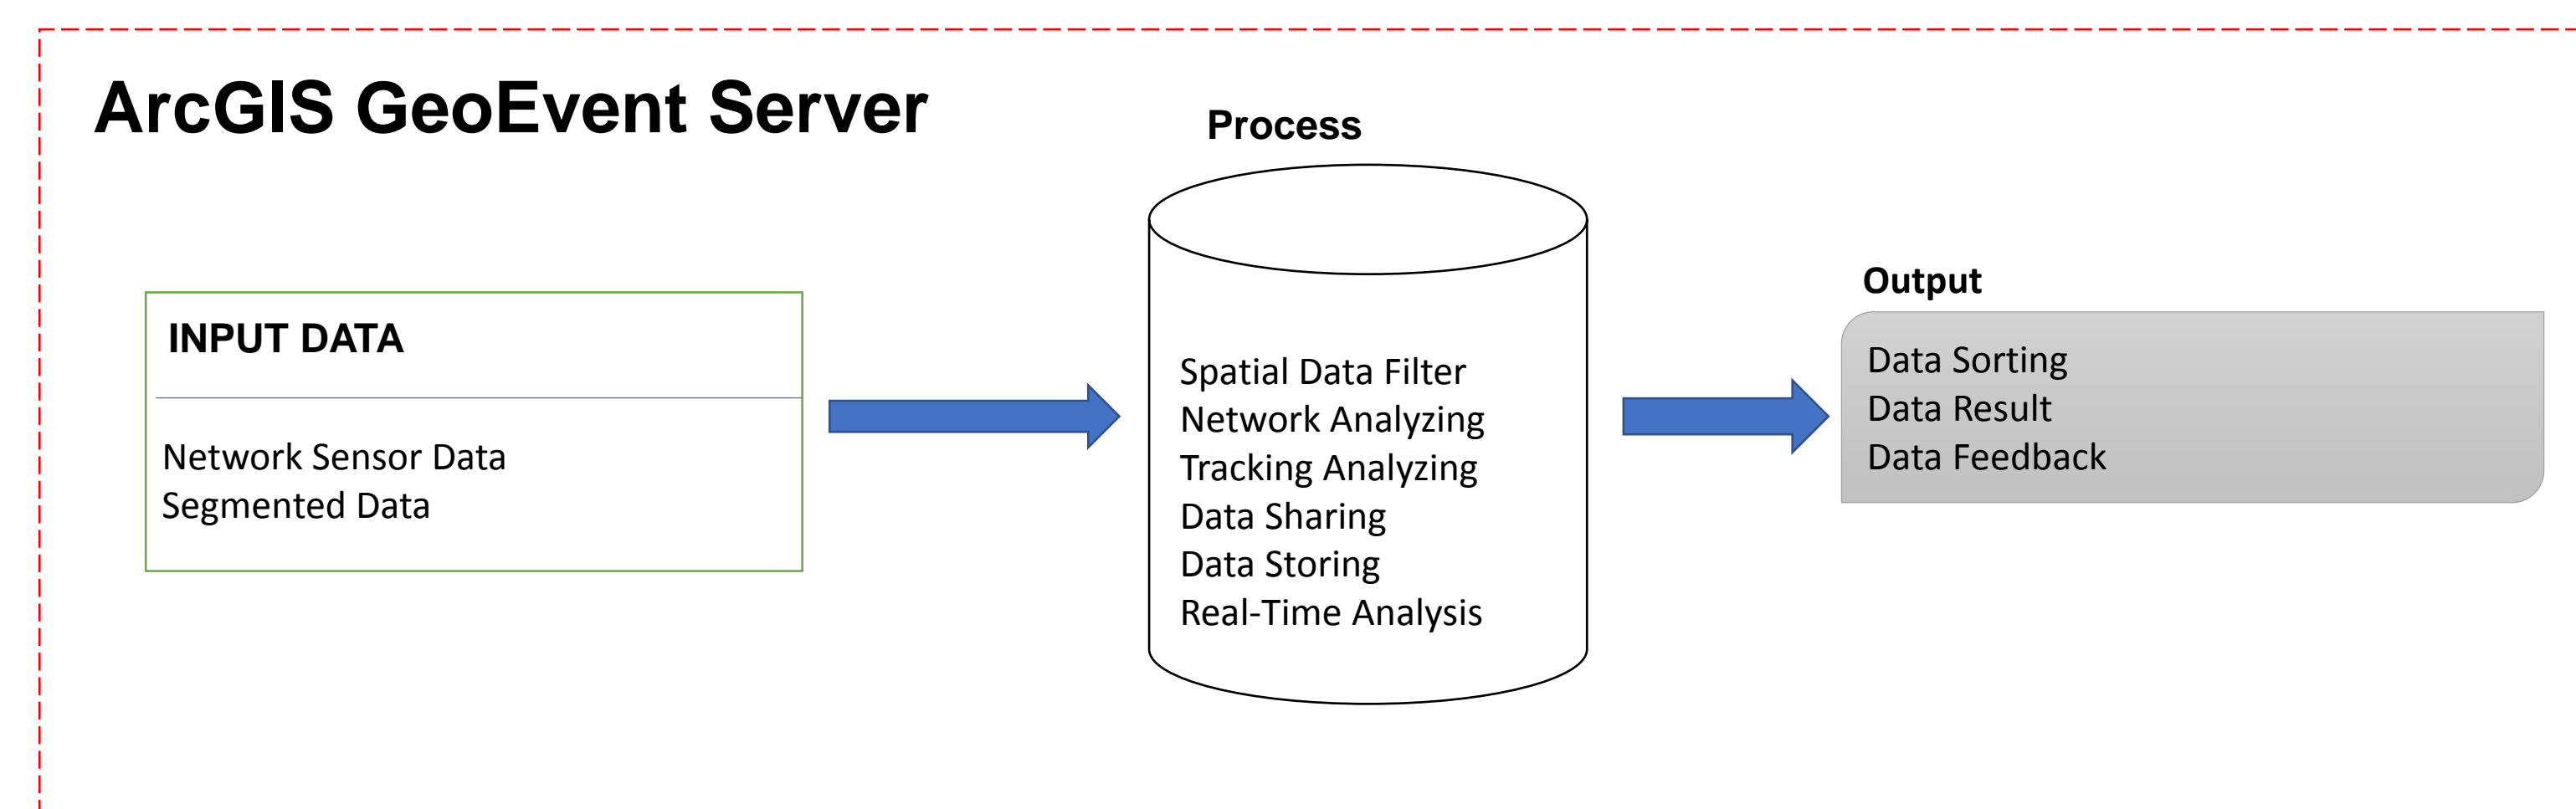 ArcGIS GeoEvent Server
Process
INPUT DATA
Network Sensor Data
Segmented Data
Spatial Data Filter
Network Analyzing
Tracking Analyzing
Data Sharing
Data Storing
Real-Time Analysis
Output
Data Sorting
Data Result
Data Feedback